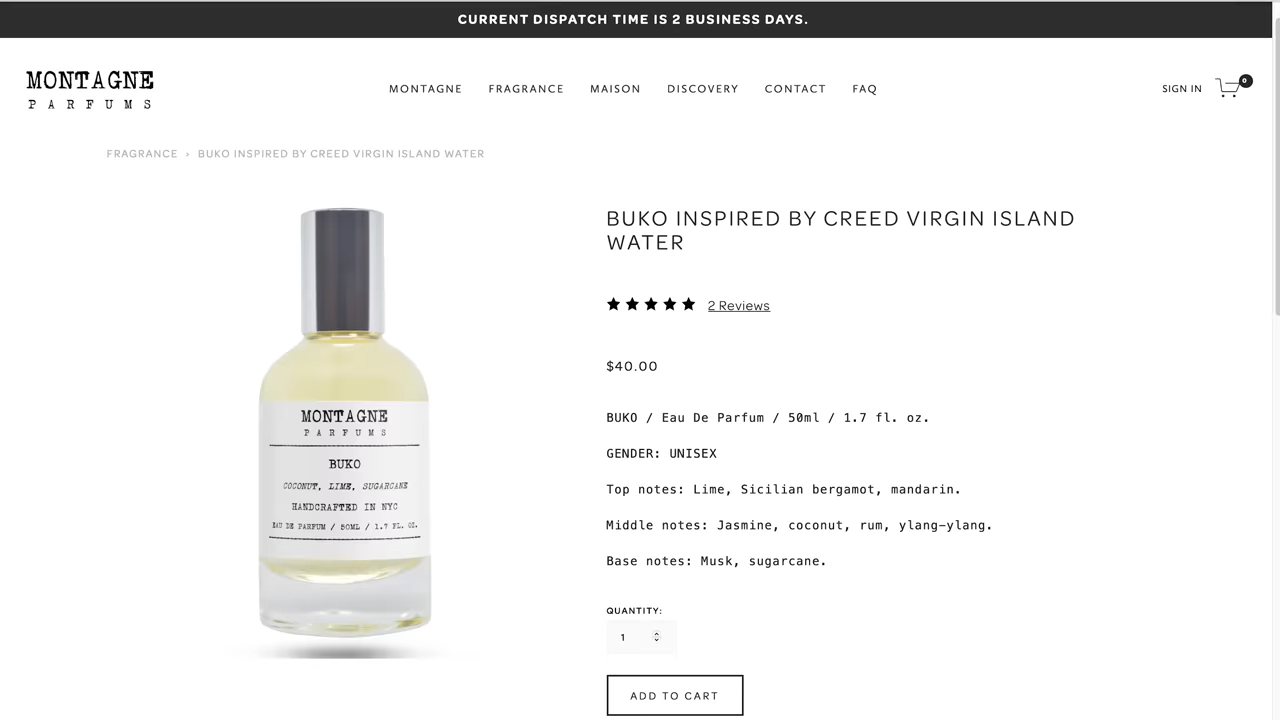 CURRENT DISPATCH TIME IS 2 BUSINESS DAYS.
MONTAGNE
PARFUMS
MONTAGNE FRAGRANCE MAISON DISCOVERY CONTACT FAQ
SIGN IN
0
FRAGRANCE › BUKO INSPIRED BY CREED VIRGIN ISLAND WATER
MONTAGNE
PARFUMS
BUKO
COCONUT, LIME, SUGARCANE
HANDCRAFTED IN NYC
EAU DE PARFUM / 50ML / 1.7 FL. OZ.
BUKO INSPIRED BY CREED VIRGIN ISLAND
WATER
2 Reviews
$40.00
BUKO / Eau De Parfum / 50ml / 1.7 fl. oz.
GENDER: UNISEX
Top notes: Lime, Sicilian bergamot, mandarin.
Middle notes: Jasmine, coconut, rum, ylang-ylang.
Base notes: Musk, sugarcane.
QUANTITY:
1
ADD TO CART